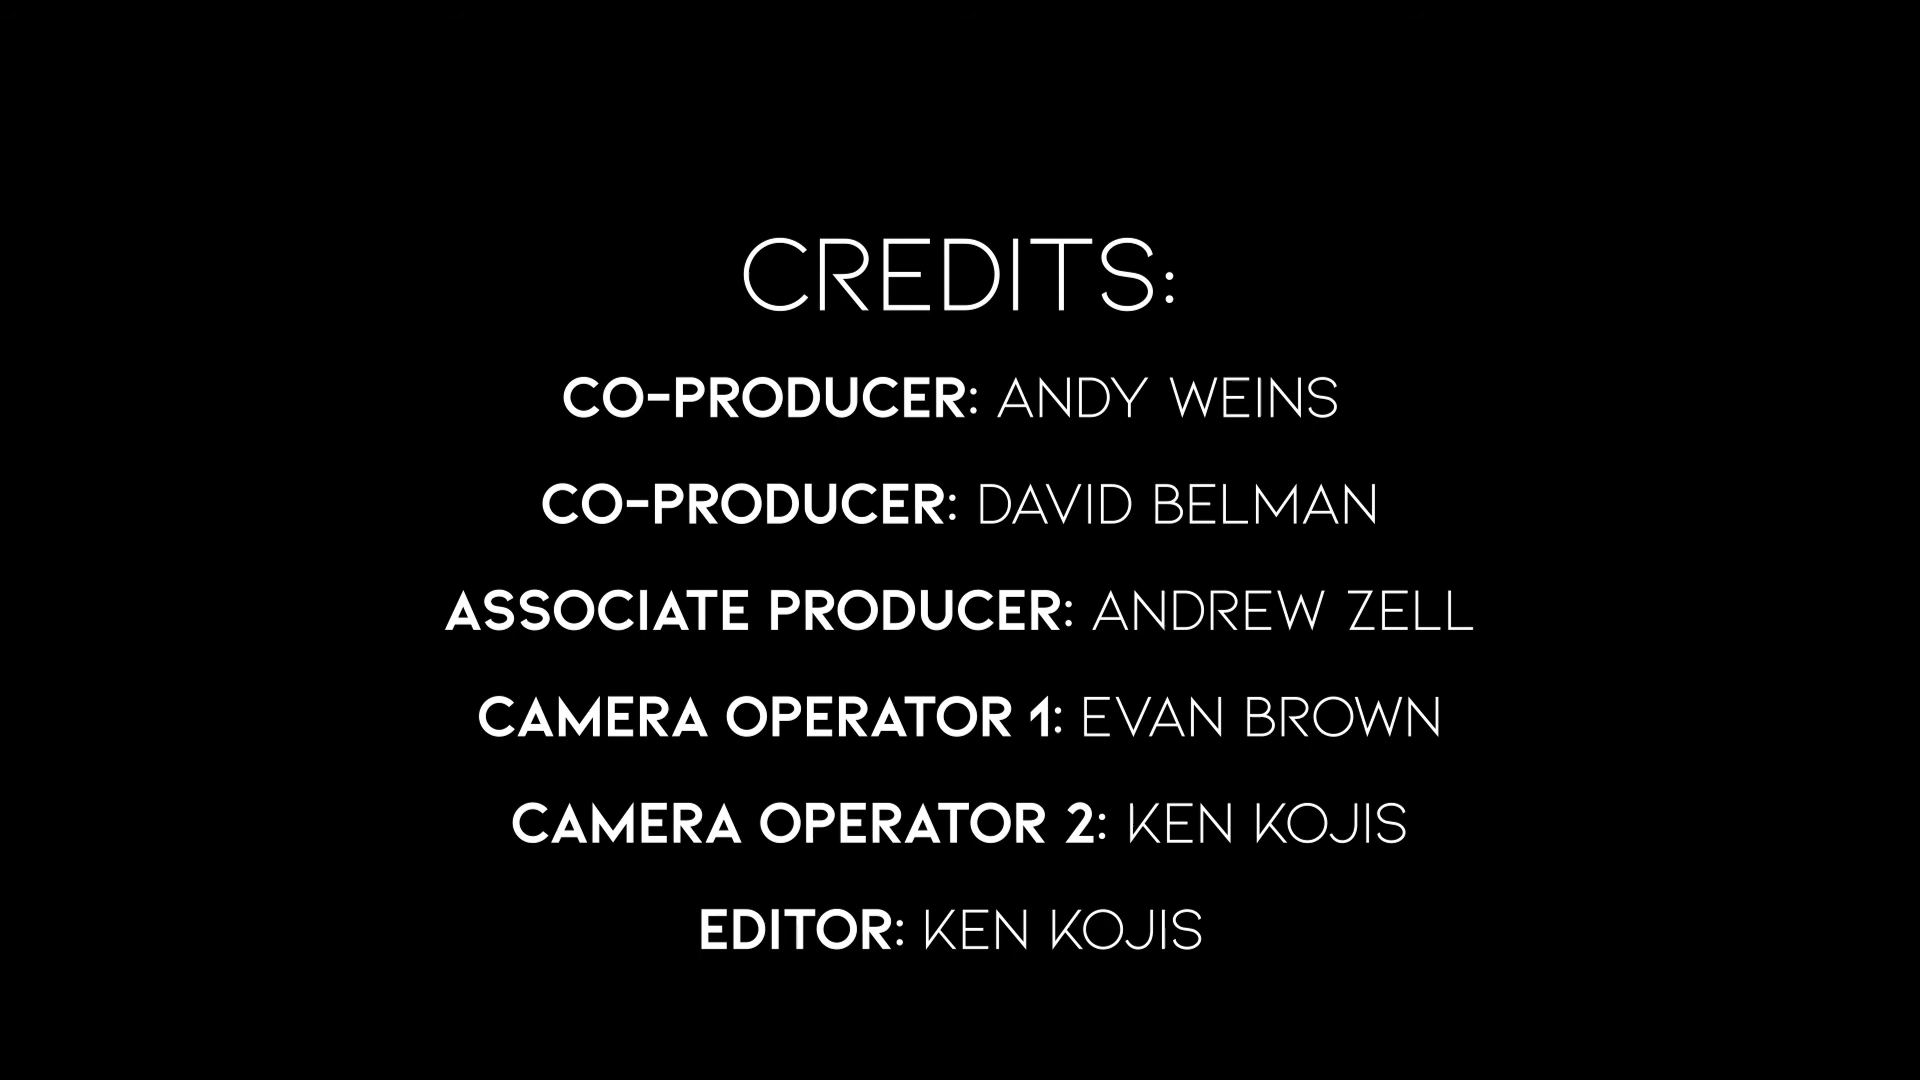 CREDITS:
CO-PRODUCER: ANDY WEINS
CO-PRODUCER: DAVID BELMAN
ASSOCIATE PRODUCER: ANDREW ZELL
CAMERA OPERATOR 1: EVAN BROWN
CAMERA OPERATOR 2: KEN KOJIS
EDITOR: KEN KOJIS